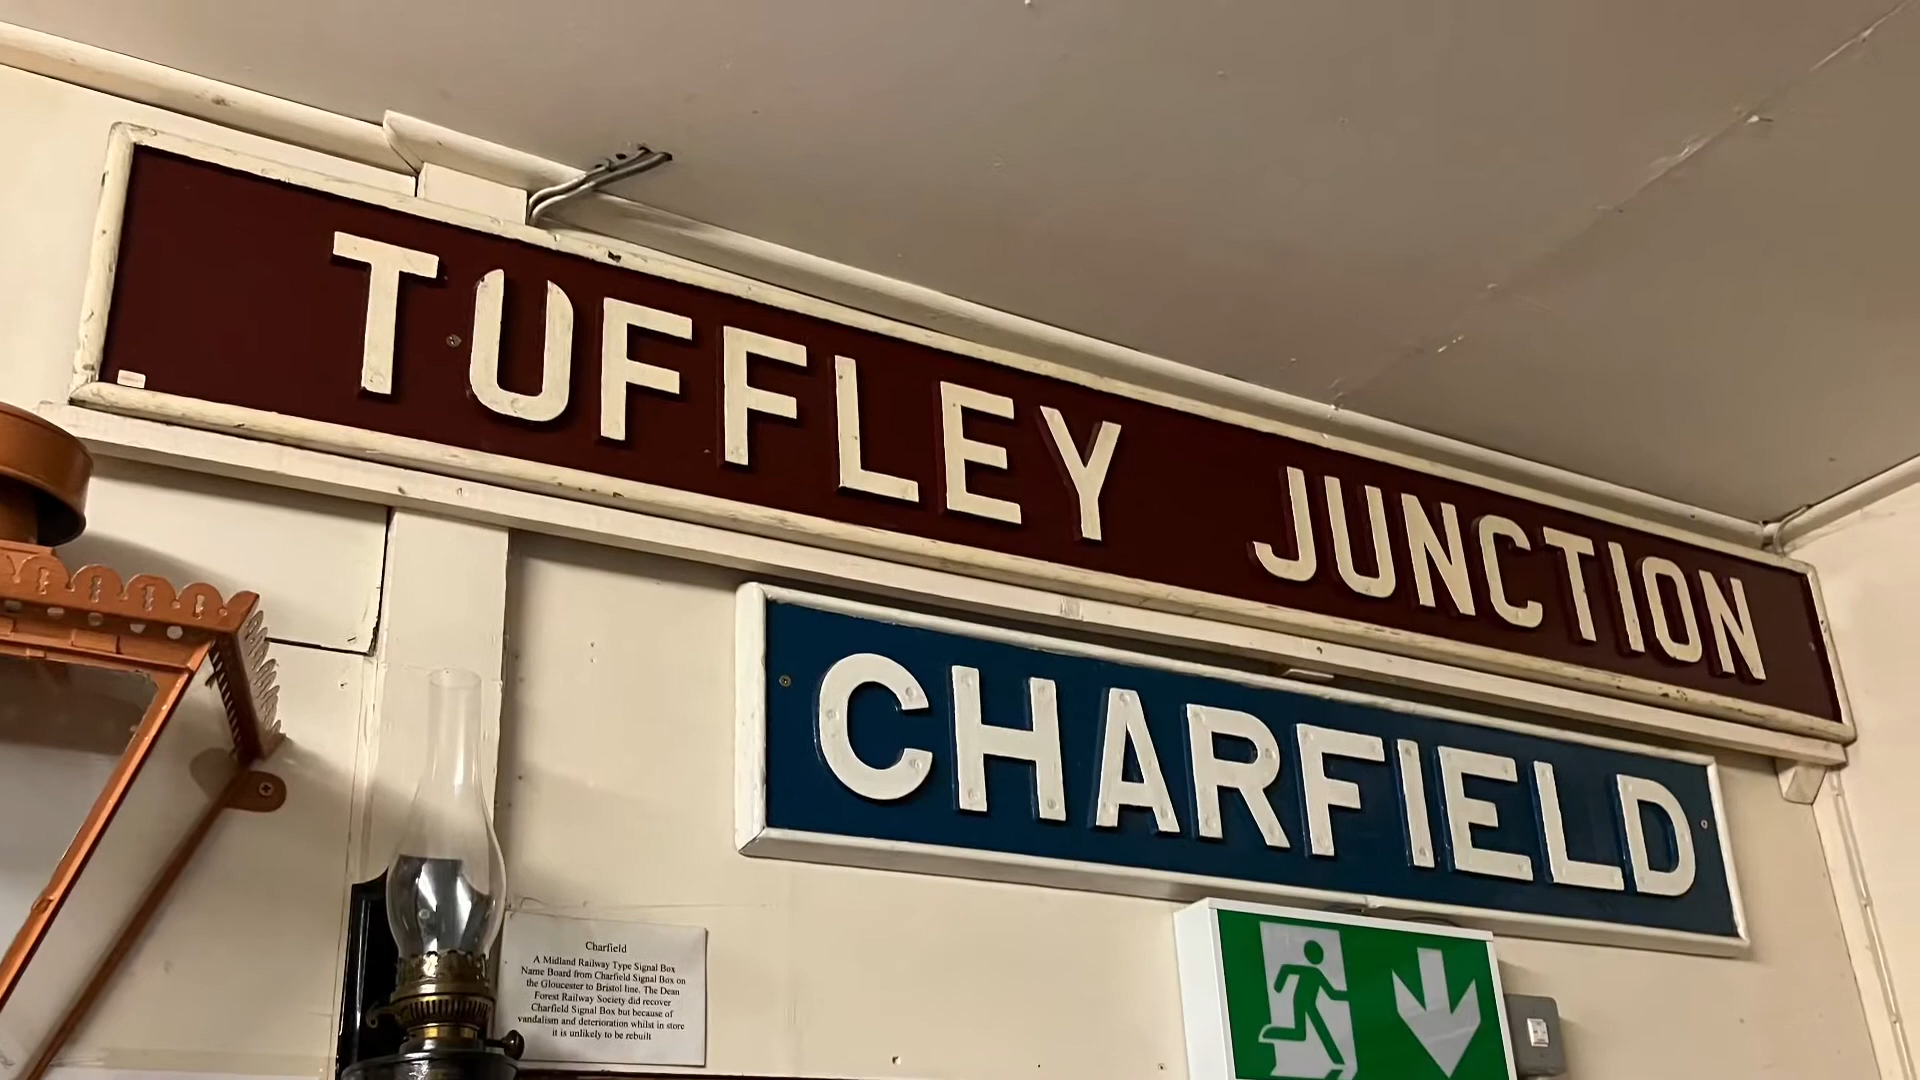 TUFFLEY JUNCTION
CHARFIELD
Charfield
A Midland Railway Type Signal Box
Name Board from Charfield Signal Box on
the Gloucester to Bristol line. The Dean
Forest Railway Society did recover
Charfield Signal Box but because of
vandalism and deterioration whilst in store
it is unlikely to be rebuilt